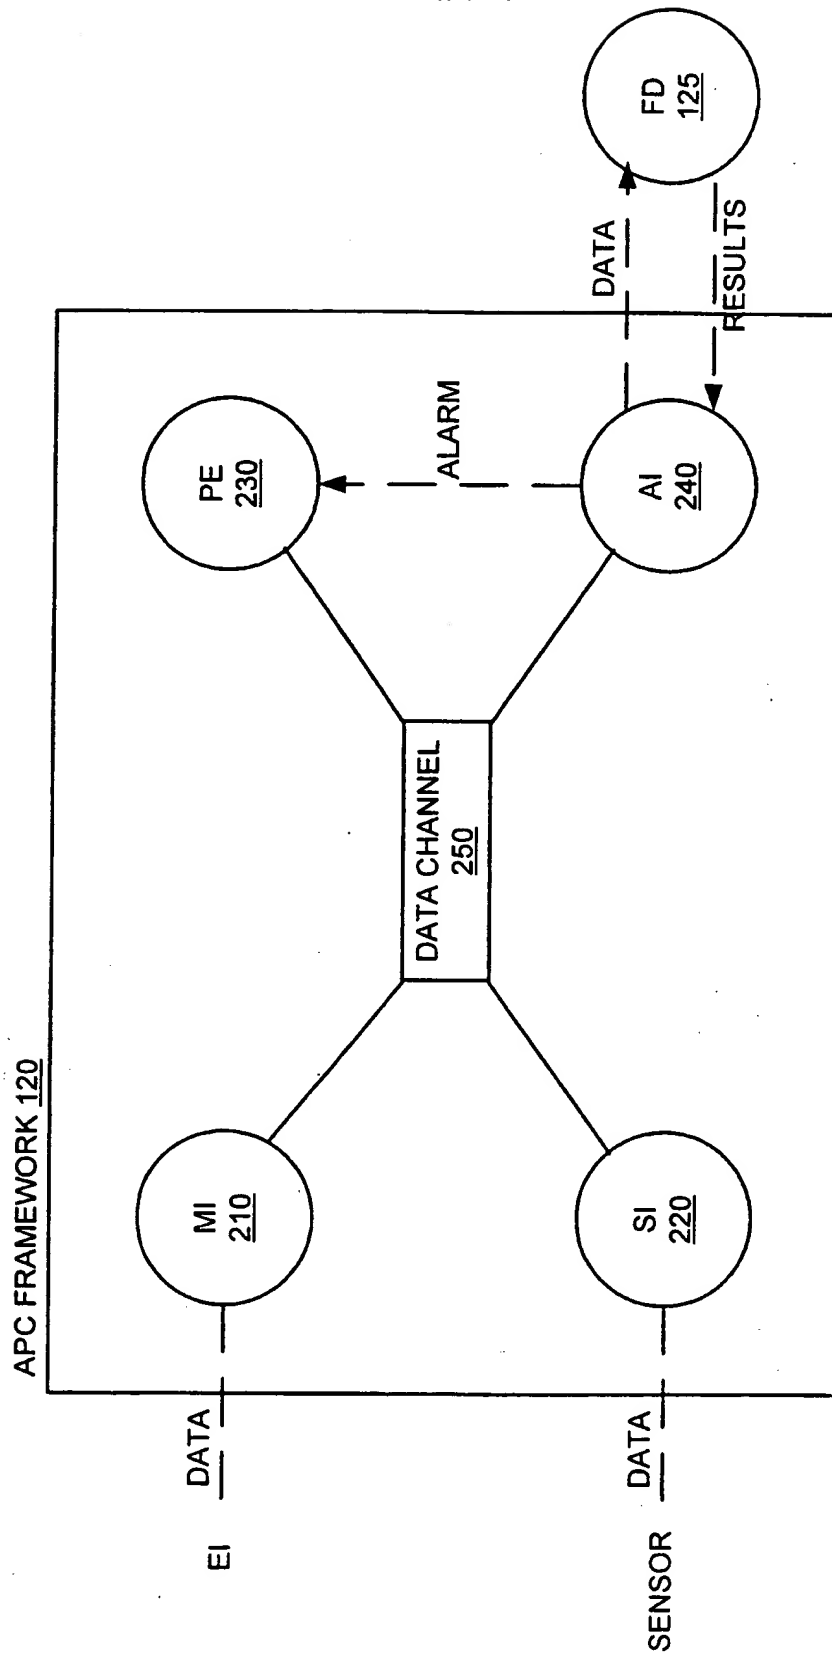 APC FRAMEWORK 120
EI
DATA
MI
210
PE
230
DATA CHANNEL
250
ALARM
SENSOR
DATA
SI
220
AI
240
DATA
RESULTS
FD
125